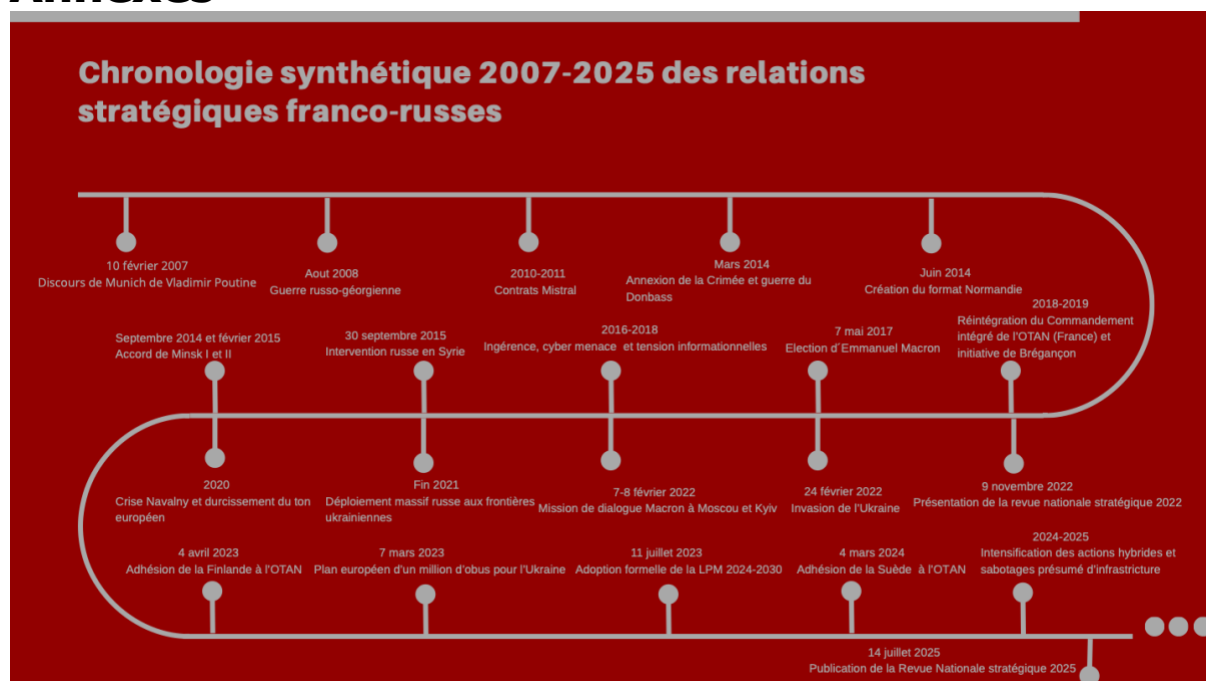 Annexes
Chronologie synthétique 2007-2025 des relations
stratégiques franco-russes
10 février 2007
Discours de Munich de Vladimir Poutine
Aout 2008
Guerre russo-géorgienne
2010-2011
Contrats Mistral
Mars 2014
Annexion de la Crimée et guerre du
Donbass
Juin 2014
Création du format Normandie
Septembre 2014 et février 2015
Accord de Minsk I et II
30 septembre 2015
Intervention russe en Syrie
2016-2018
Ingérence, cyber menace et tension informationnelles
7 mai 2017
Election d´Emmanuel Macron
2018-2019
Réintégration du Commandement
intégré de l'OTAN (France) et
initiative de Brégançon
2020
Crise Navalny et durcissement du ton
européen
Fin 2021
Déploiement massif russe aux frontières
ukrainiennes
7-8 février 2022
Mission de dialogue Macron à Moscou et Kyiv
24 février 2022
Invasion de l'Ukraine
9 novembre 2022
Présentation de la revue nationale stratégique 2022
4 avril 2023
Adhésion de la Finlande à l'OTAN
7 mars 2023
Plan européen d'un million d'obus pour l'Ukraine
11 juillet 2023
Adoption formelle de la LPM 2024-2030
4 mars 2024
Adhésion de la Suède à l'OTAN
2024-2025
Intensification des actions hybrides et
sabotages présumé d'infrastricture
14 juillet 2025
Publication de la Revue Nationale stratégique 2025